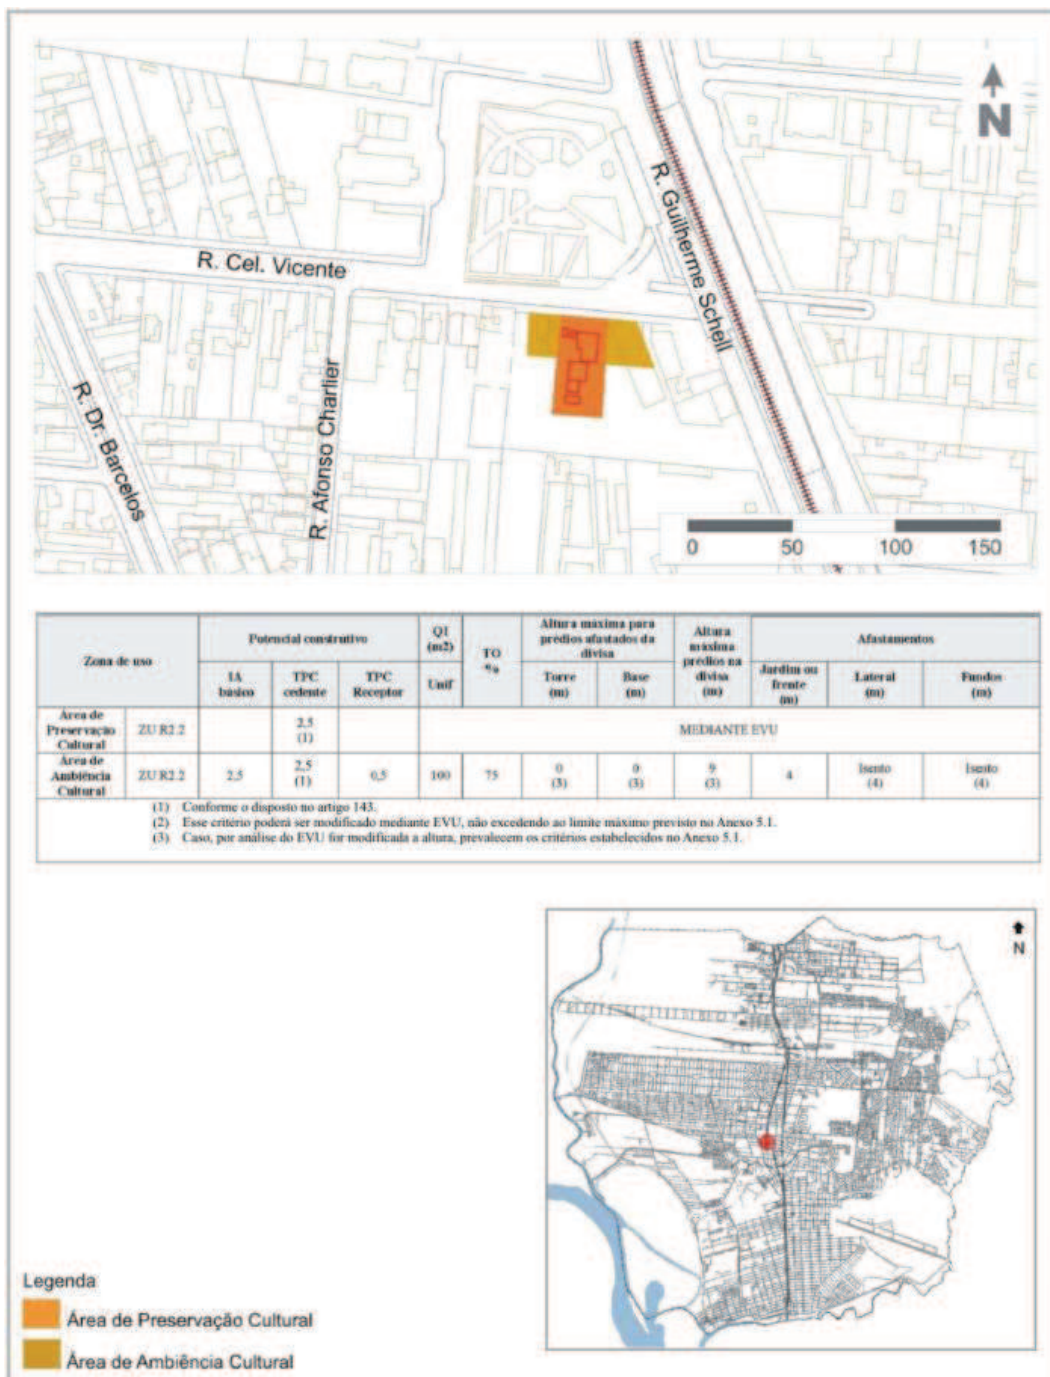 N
R. Guilherme Schell
R. Cel. Vicente
R. Dr. Barcelos
R. Afonso Charlier
0 50 100 150
Zona de uso
Potencial construtivo
QI (m2)
TO %
Altura máxima para prédios afastados da divisa
Altura máxima prédios na divisa (m)
Afastamentos
IA básico
TPC cedente
TPC Receptor
Unif
Torre (m)
Base (m)
Jardim ou frente (m)
Lateral (m)
Fundos (m)
Área de Preservação Cultural ZU R2.2 2,5 (1) MEDIANTE EVU
Área de Ambiência Cultural ZU R2.2 2,5 2,5 (1) 0,5 100 75 0 (3) 0 (3) 9 (3) 4 Isento (4) Isento (4)
(1) Conforme o disposto no artigo 143.
(2) Esse critério poderá ser modificado mediante EVU, não excedendo ao limite máximo previsto no Anexo 5.1.
(3) Caso, por análise do EVU for modificada a altura, prevalecem os critérios estabelecidos no Anexo 5.1.
N
Legenda
Área de Preservação Cultural
Área de Ambiência Cultural